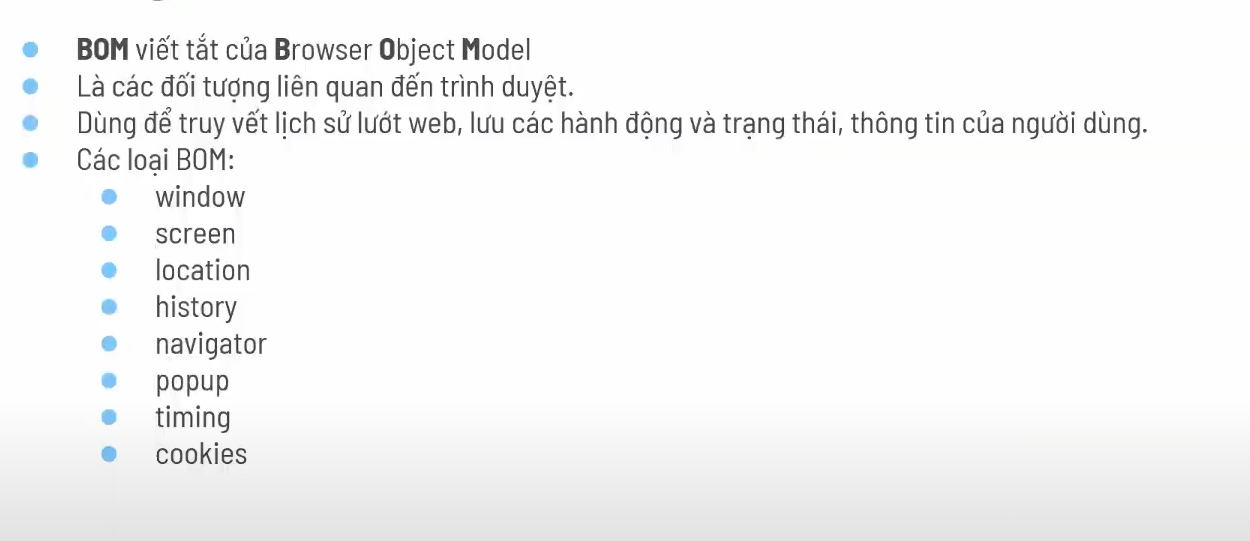 BOM viết tắt của Browser Object Model
Là các đối tượng liên quan đến trình duyệt.
Dùng để truy vết lịch sử lướt web, lưu các hành động và trạng thái, thông tin của người dùng.
Các loại BOM:
window
screen
location
history
navigator
popup
timing
cookies